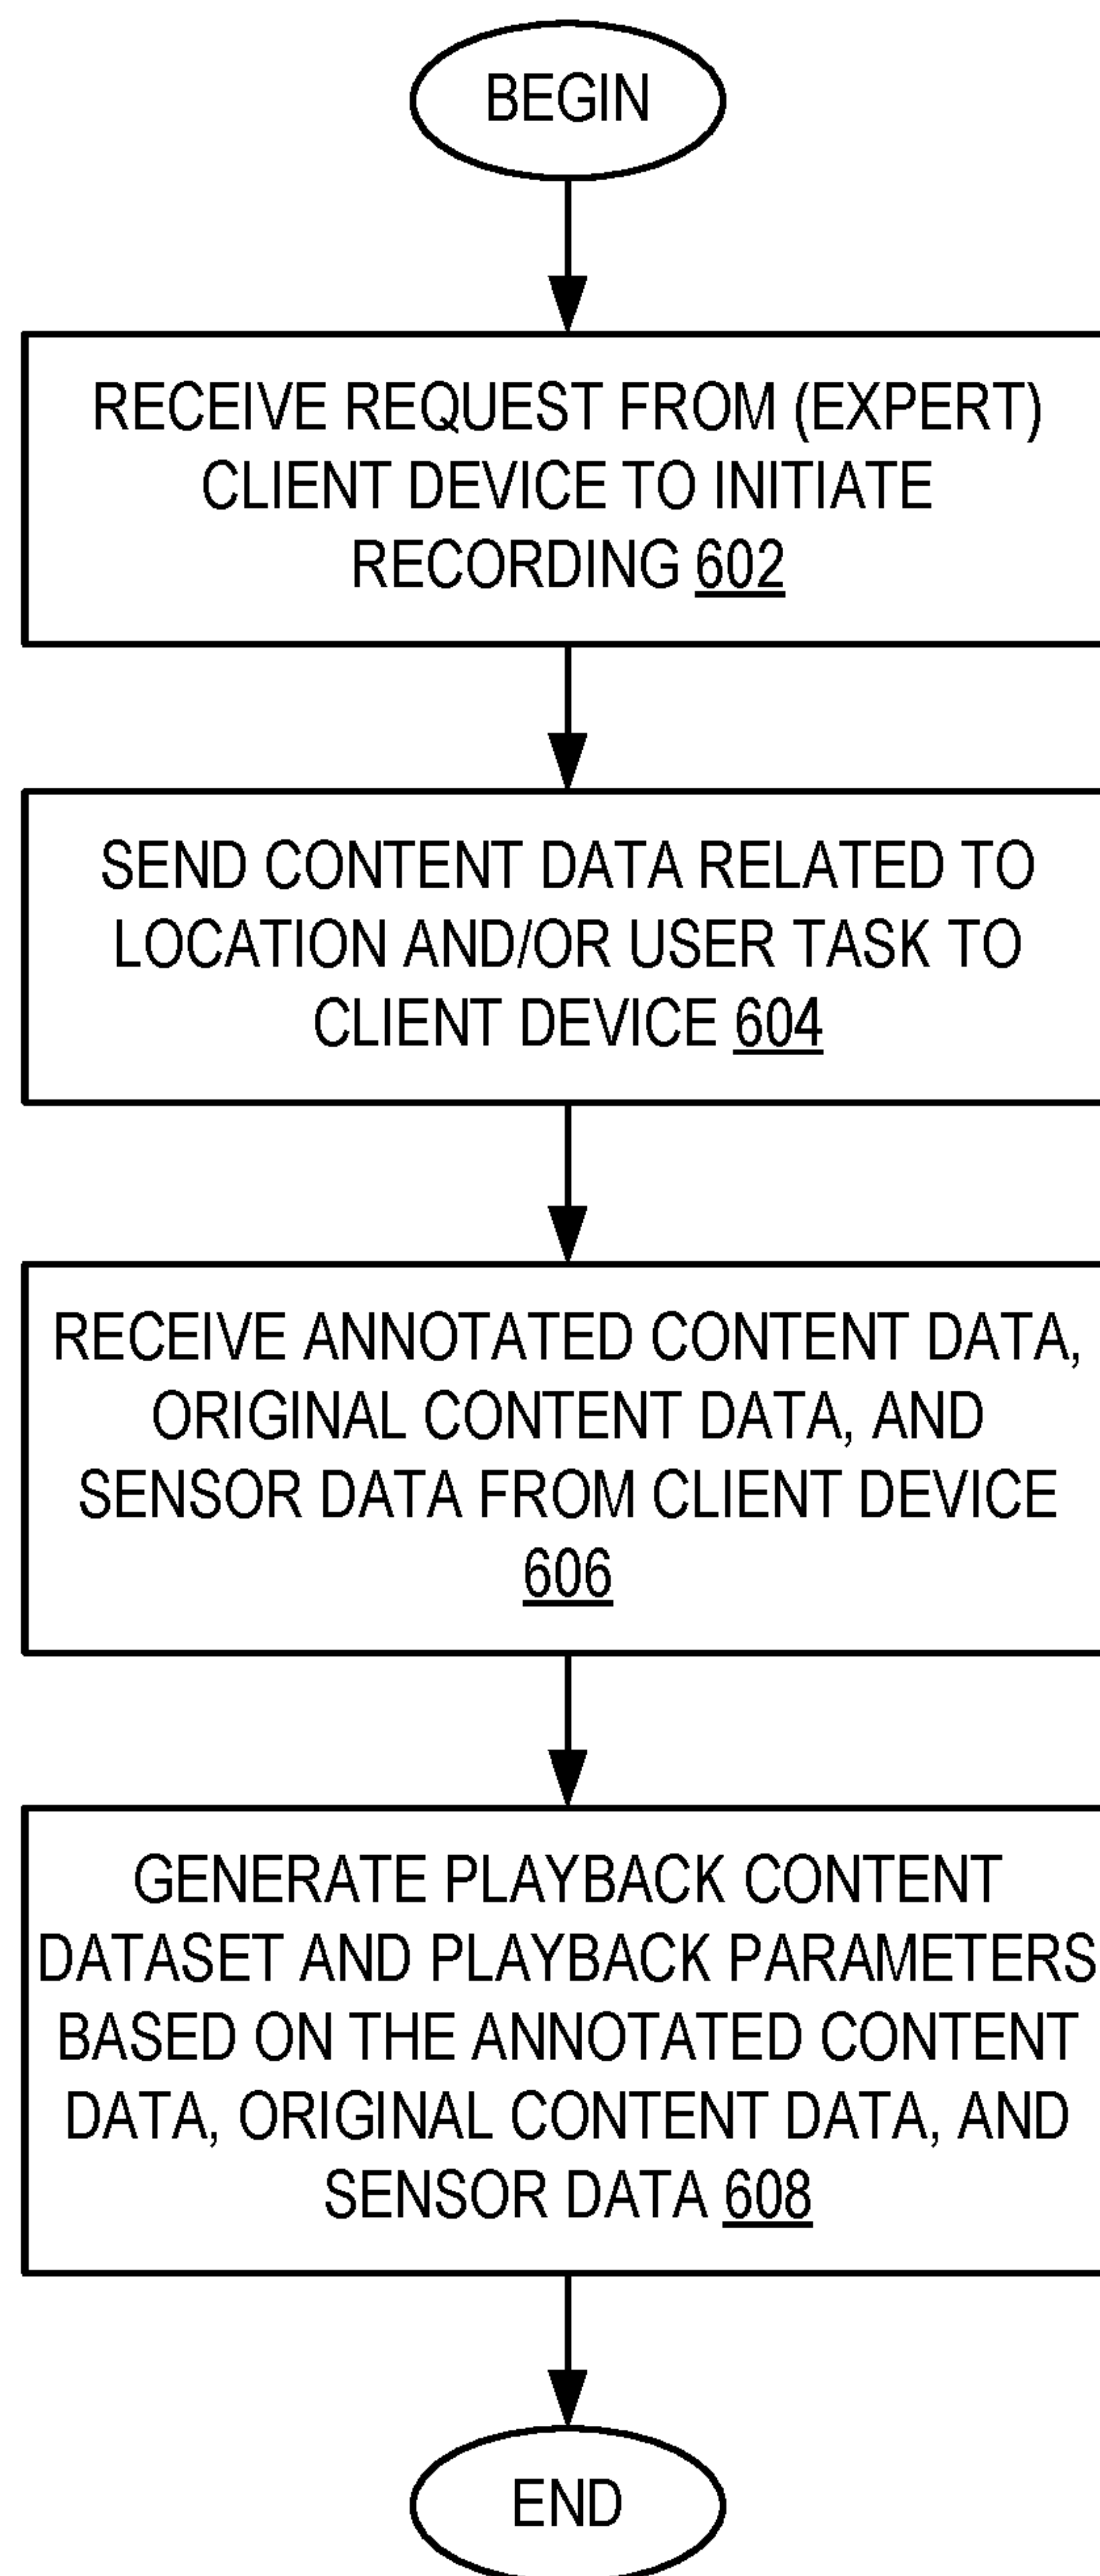 BEGIN
RECEIVE REQUEST FROM (EXPERT)
CLIENT DEVICE TO INITIATE
RECORDING 602
SEND CONTENT DATA RELATED TO
LOCATION AND/OR USER TASK TO
CLIENT DEVICE 604
RECEIVE ANNOTATED CONTENT DATA,
ORIGINAL CONTENT DATA, AND
SENSOR DATA FROM CLIENT DEVICE
606
GENERATE PLAYBACK CONTENT
DATASET AND PLAYBACK PARAMETERS
BASED ON THE ANNOTATED CONTENT
DATA, ORIGINAL CONTENT DATA, AND
SENSOR DATA 608
END